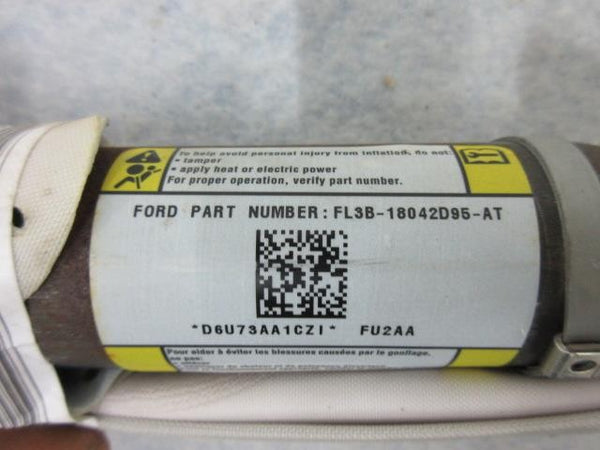 To help avoid personal injury from inflation, do not:
• tamper
• apply heat or electric power
For proper operation, verify part number.
FORD PART NUMBER: FL3B-18042D95-AT
*D6U73AA1CZI* FU2AA
Pour aider à éviter les blessures causées par le gonflage,
ne pas: